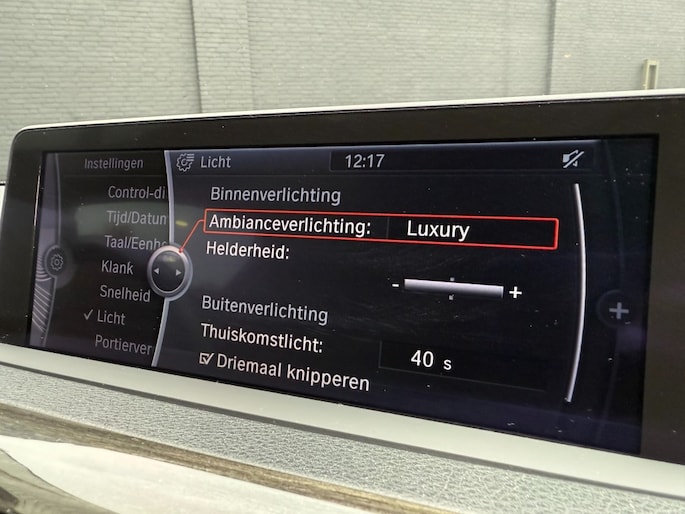 Instellingen
Licht
12:17
Control-di
Tijd/Datum
Taal/Eenhe
Klank
Snelheid
✓ Licht
Portierver
Binnenverlichting
Ambianceverlichting: Luxury
Helderheid:
- +
Buitenverlichting
Thuiskomstlicht: 40 s
Driemaal knipperen